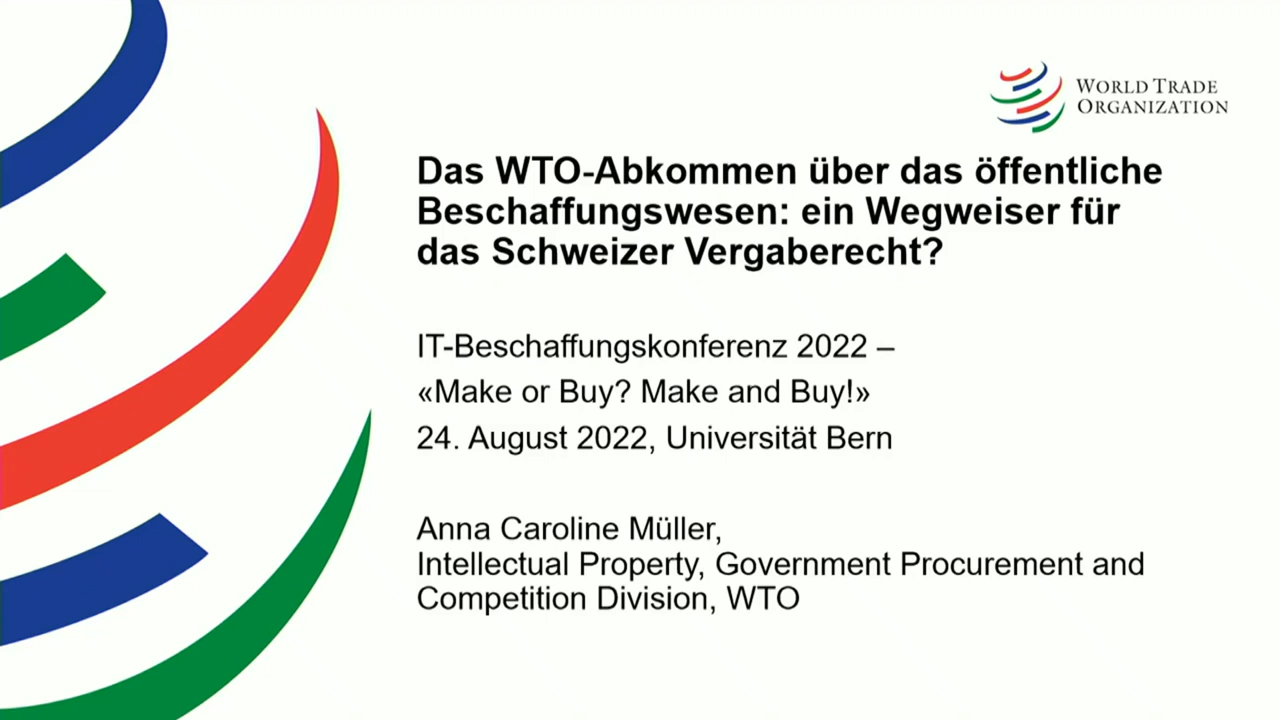 WORLD TRADE
ORGANIZATION
Das WTO-Abkommen über das öffentliche
Beschaffungswesen: ein Wegweiser für
das Schweizer Vergaberecht?
IT-Beschaffungskonferenz 2022 –
«Make or Buy? Make and Buy!»
24. August 2022, Universität Bern
Anna Caroline Müller,
Intellectual Property, Government Procurement and
Competition Division, WTO